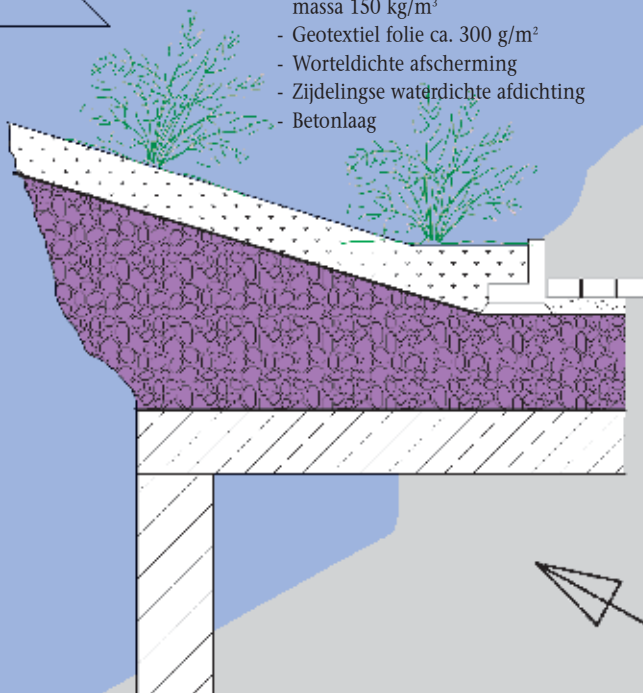 massa 150 kg/m³
- Geotextiel folie ca. 300 g/m²
- Worteldichte afscherming
- Zijdelingse waterdichte afdichting
- Betonlaag